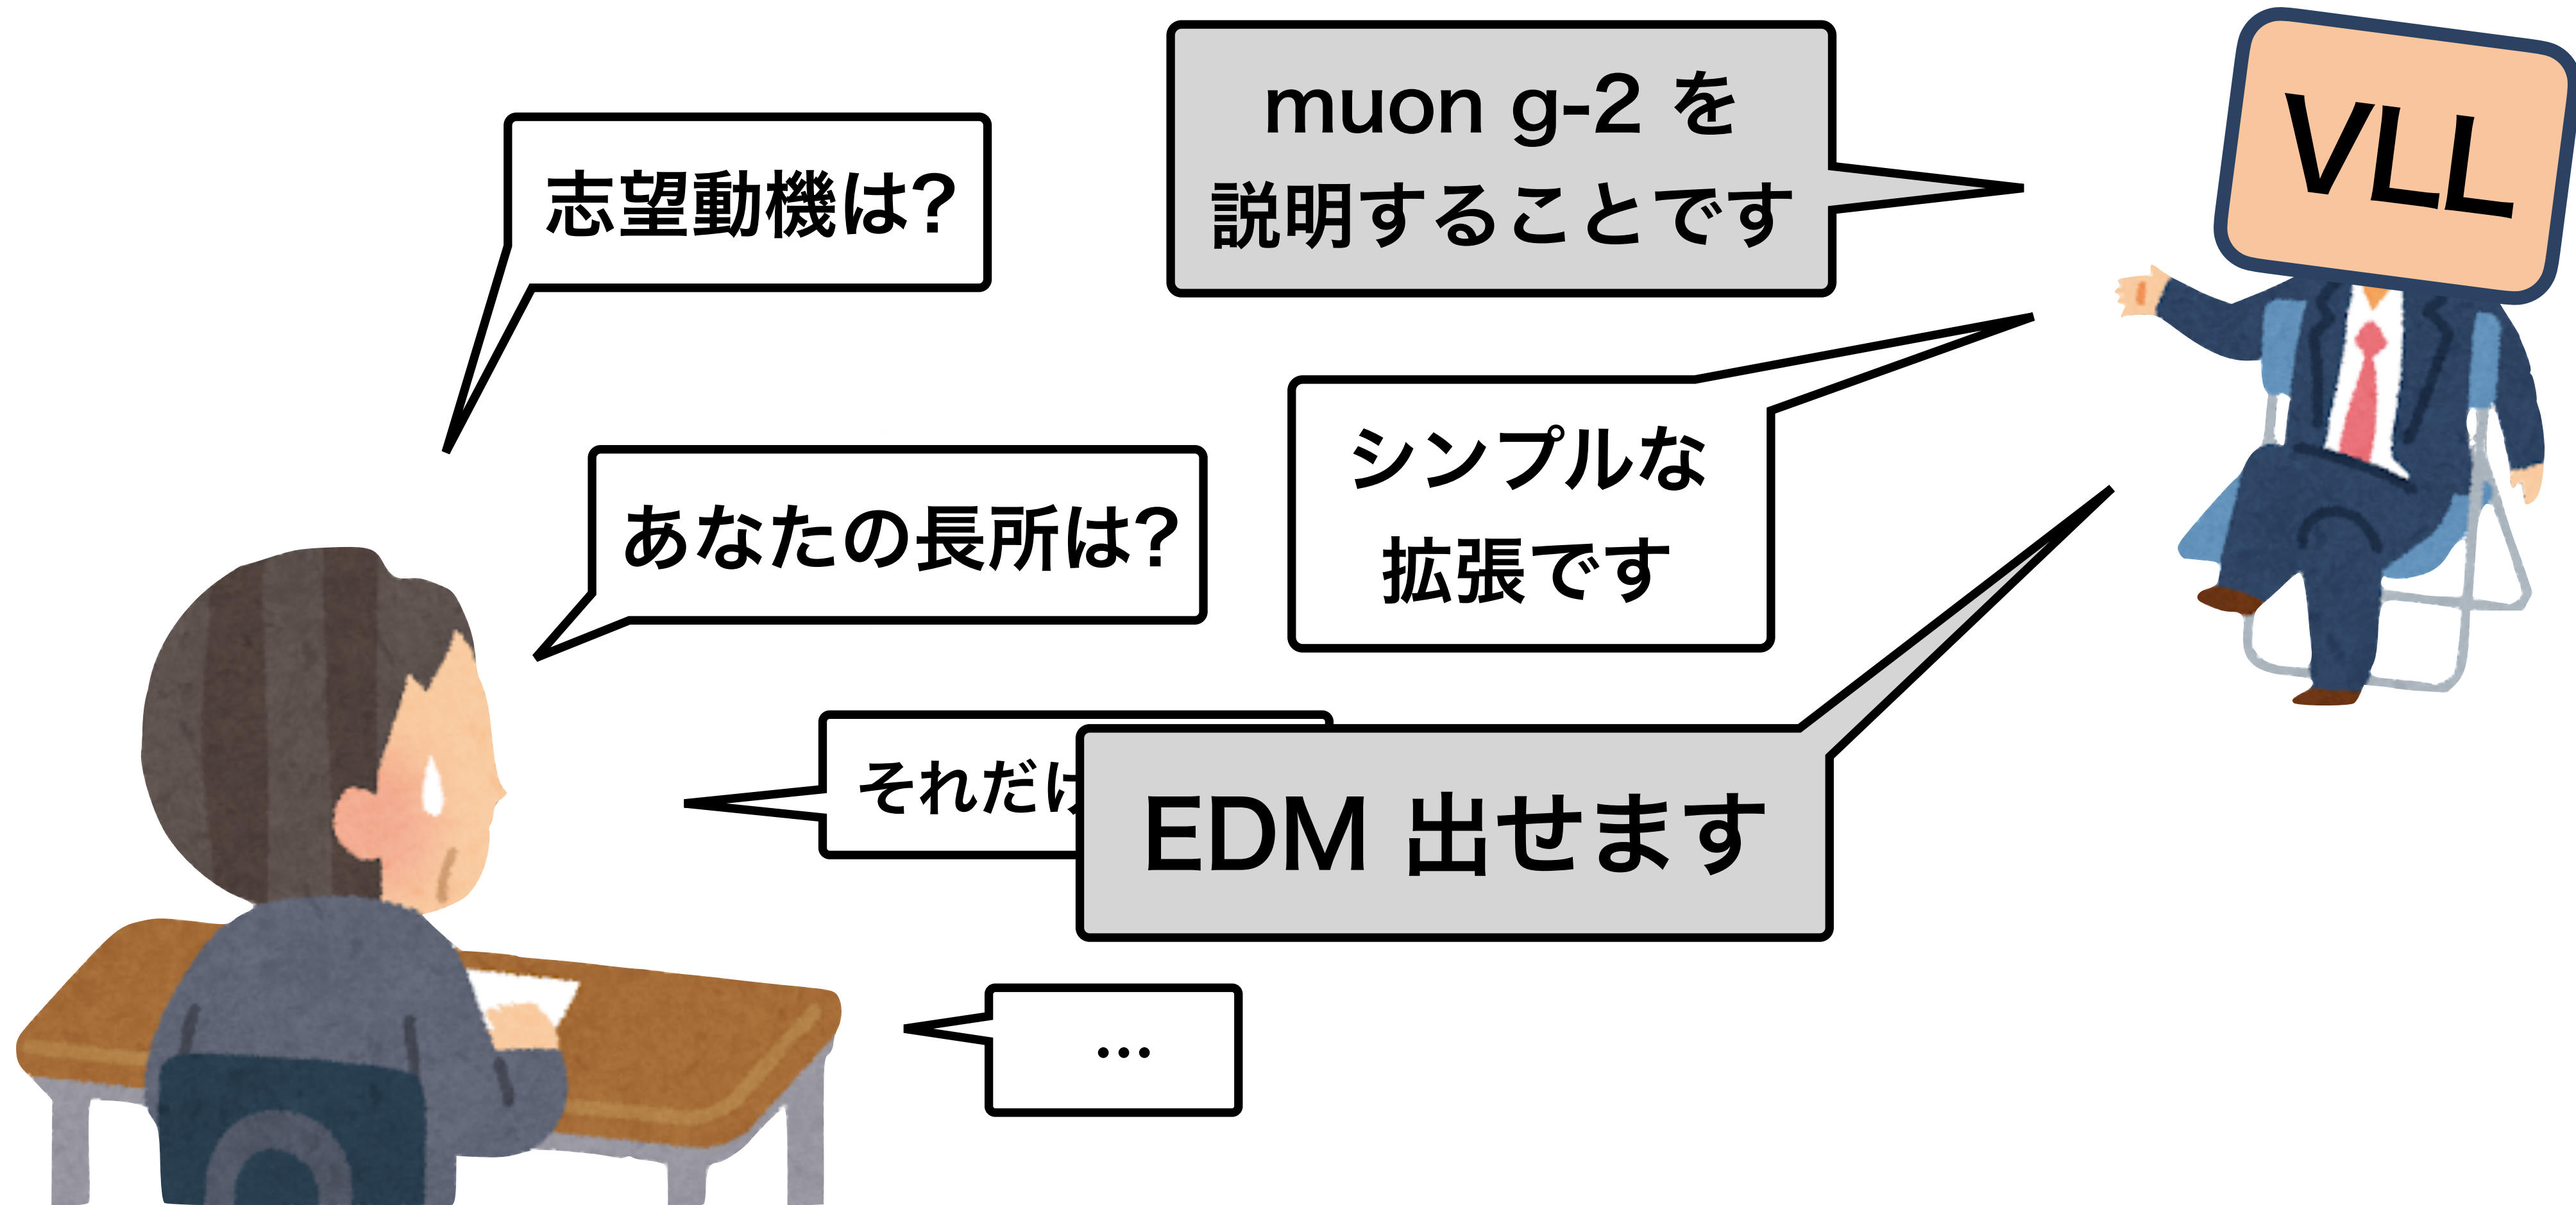 志望動機は?
muon g-2 を
説明することです
VLL
あなたの長所は?
シンプルな
拡張です
それだけ
EDM 出せます
...